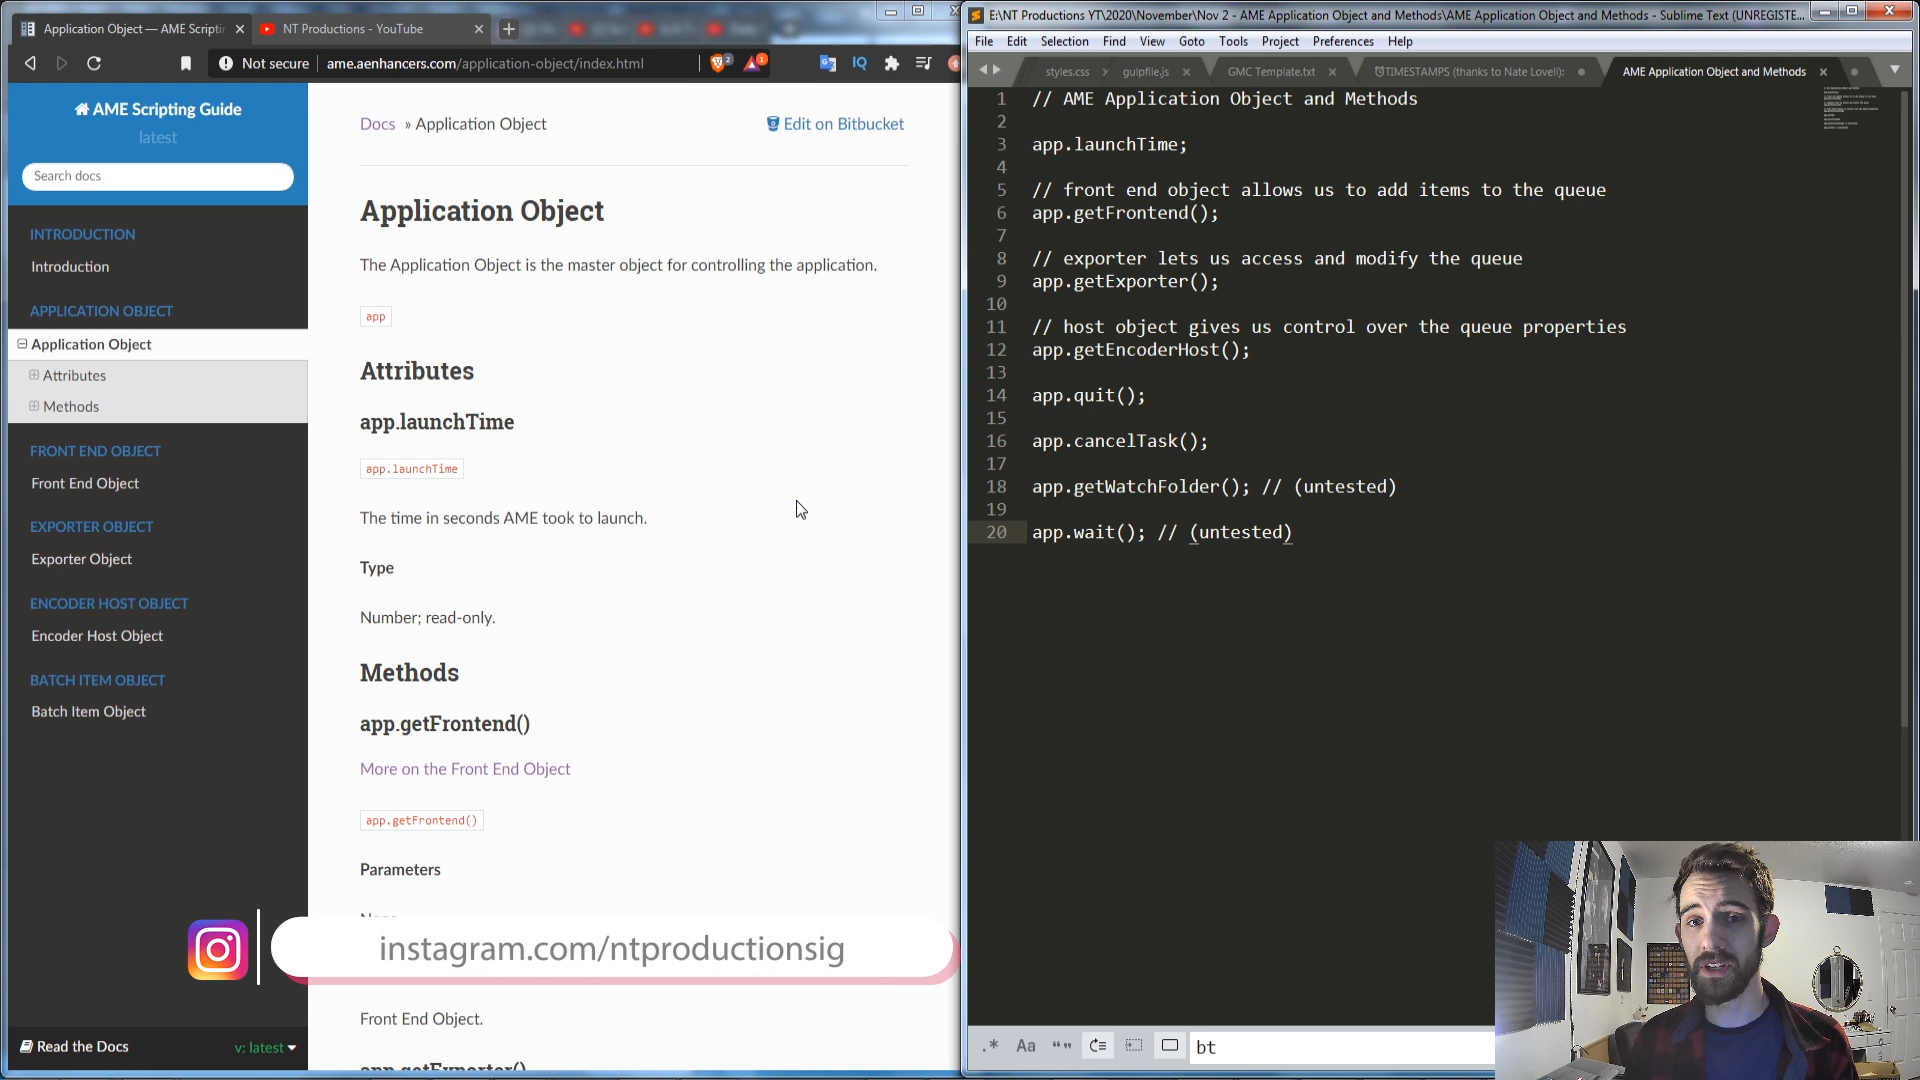 Application Object — AME Scripti
NT Productions - YouTube
Not secure
ame.aenhancers.com/application-object/index.html
AME Scripting Guide
latest
Search docs
INTRODUCTION
Introduction
APPLICATION OBJECT
Application Object
Attributes
Methods
FRONT END OBJECT
Front End Object
EXPORTER OBJECT
Exporter Object
ENCODER HOST OBJECT
Encoder Host Object
BATCH ITEM OBJECT
Batch Item Object
Read the Docs
v: latest
Docs » Application Object
Edit on Bitbucket
Application Object
The Application Object is the master object for controlling the application.
app
Attributes
app.launchTime
app.launchTime
The time in seconds AME took to launch.
Type
Number; read-only.
Methods
app.getFrontend()
More on the Front End Object
app.getFrontend()
Parameters
instagram.com/ntproductionsig
Front End Object.
app.getExporter()
E:\NT Productions YT\2020\November\Nov 2 - AME Application Object and Methods\AME Application Object and Methods - Sublime Text (UNREGISTE...
File Edit Selection Find View Goto Tools Project Preferences Help
styles.css
gulpfile.js
GMC Template.txt
TIMESTAMPS (thanks to Nate Lovell):
AME Application Object and Methods
1 // AME Application Object and Methods
2
3 app.launchTime;
4
5 // front end object allows us to add items to the queue
6 app.getFrontend();
7
8 // exporter lets us access and modify the queue
9 app.getExporter();
10
11 // host object gives us control over the queue properties
12 app.getEncoderHost();
13
14 app.quit();
15
16 app.cancelTask();
17
18 app.getWatchFolder(); // (untested)
19
20 app.wait(); // (untested)
.* Aa “”
bt